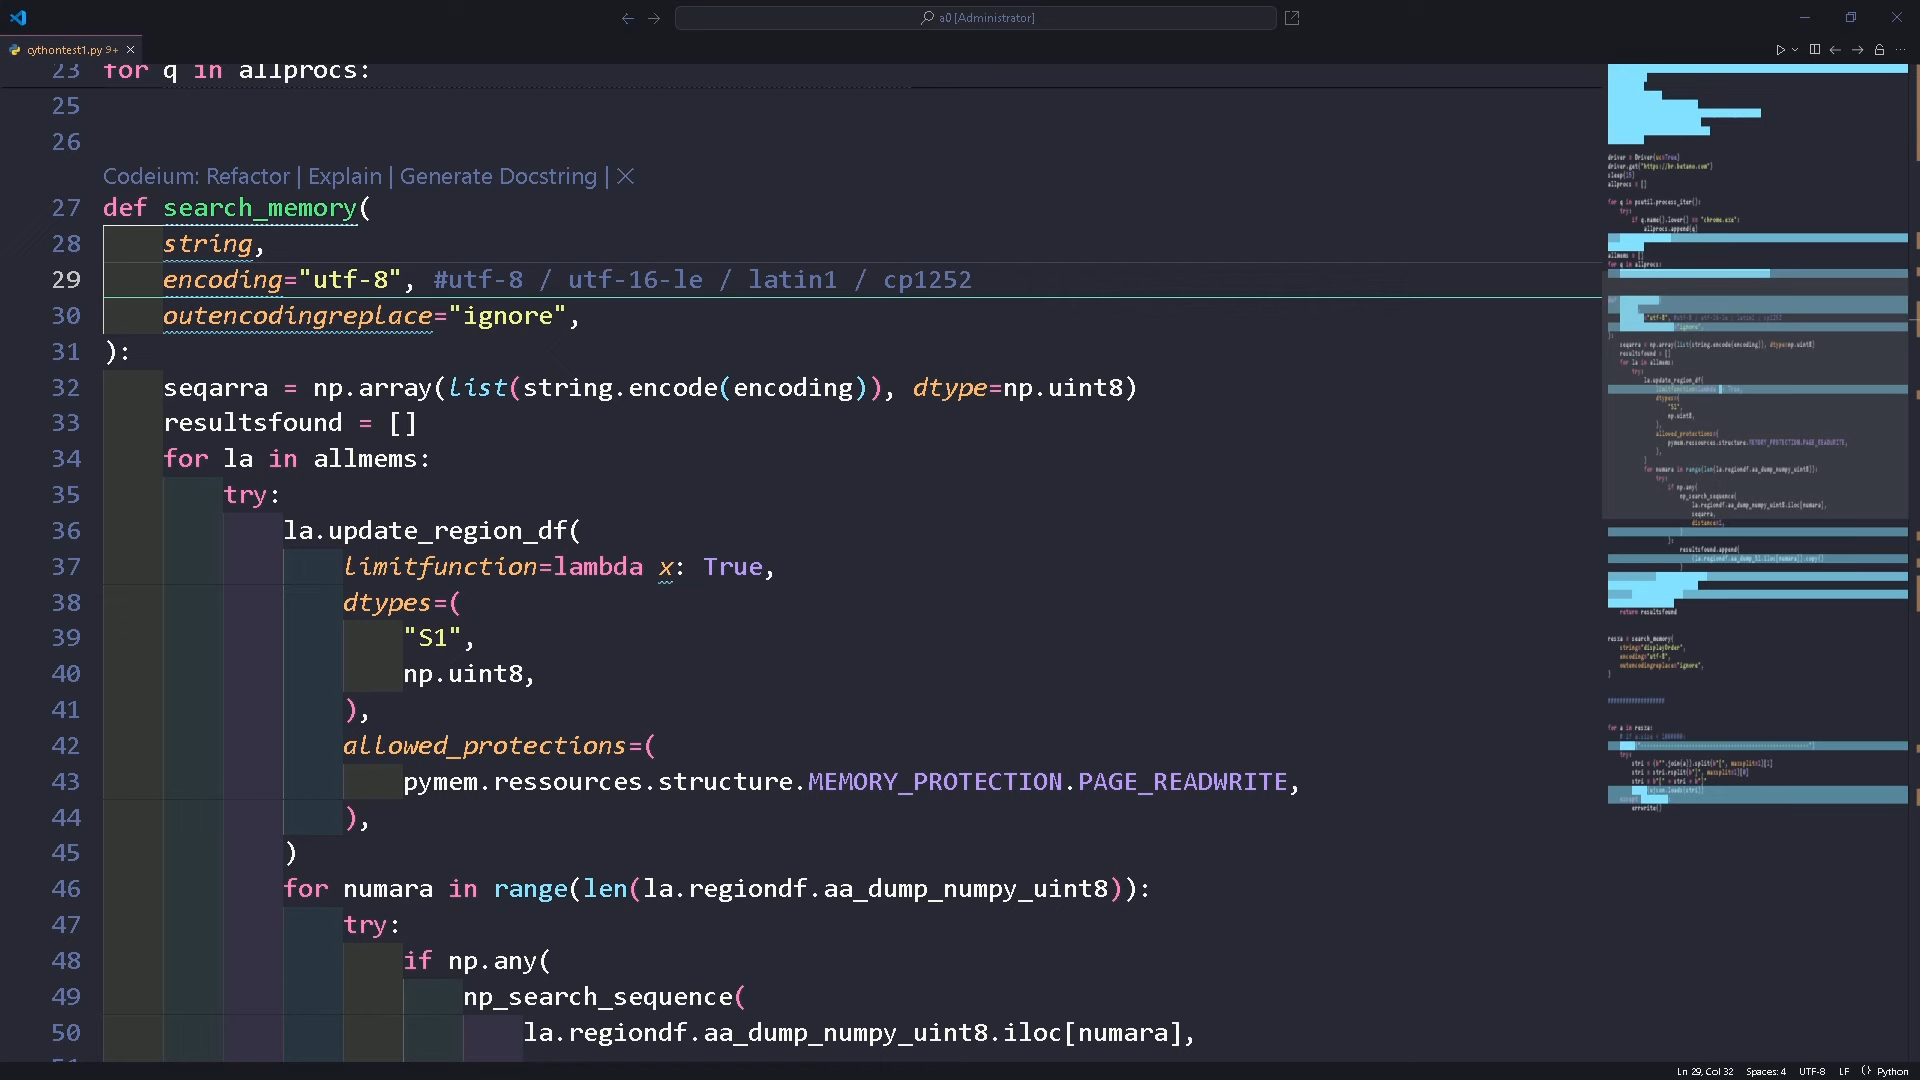 a0 [Administrator]
cythontest1.py 9+
23 for q in allprocs:
25
26
Codeium: Refactor | Explain | Generate Docstring |
27 def search_memory(
28 string,
29 encoding="utf-8", #utf-8 / utf-16-le / latin1 / cp1252
30 outencodingreplace="ignore",
31 ):
32 seqarra = np.array(list(string.encode(encoding)), dtype=np.uint8)
33 resultsfound = []
34 for la in allmems:
35 try:
36 la.update_region_df(
37 limitfunction=lambda x: True,
38 dtypes=(
39 "S1",
40 np.uint8,
41 ),
42 allowed_protections=(
43 pymem.ressources.structure.MEMORY_PROTECTION.PAGE_READWRITE,
44 ),
45 )
46 for numara in range(len(la.regiondf.aa_dump_numpy_uint8)):
47 try:
48 if np.any(
49 np_search_sequence(
50 la.regiondf.aa_dump_numpy_uint8.iloc[numara],
Ln 29, Col 32 Spaces: 4 UTF-8 LF Python